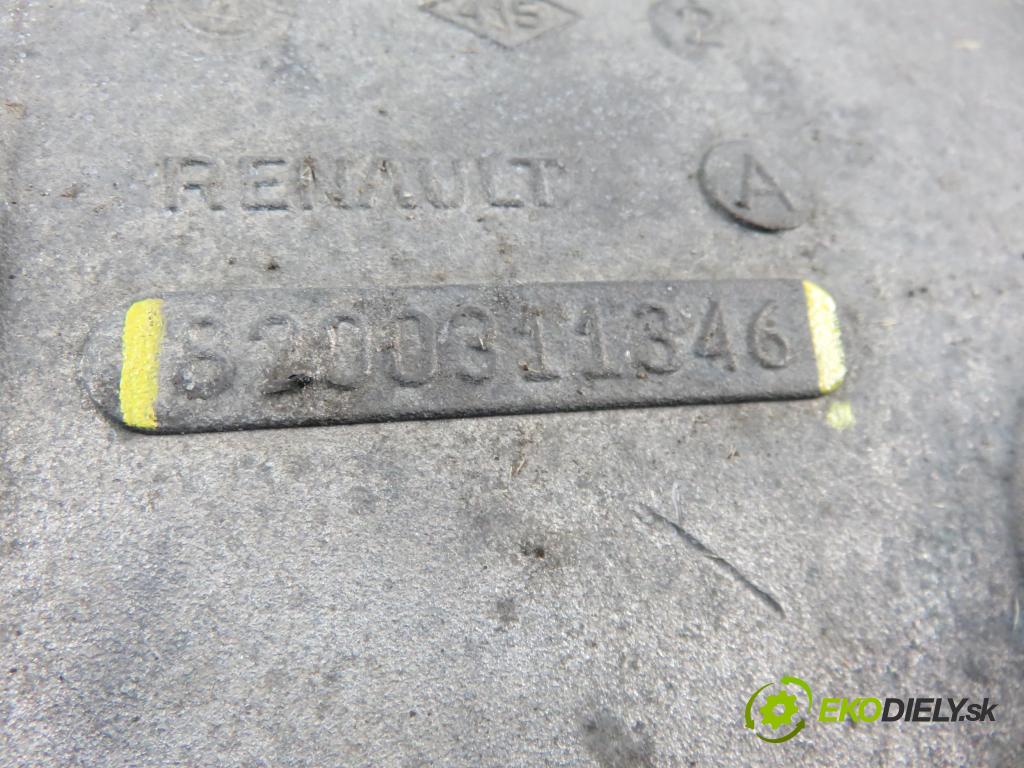 RENAULT A
8200311346
EKODIELY.sk